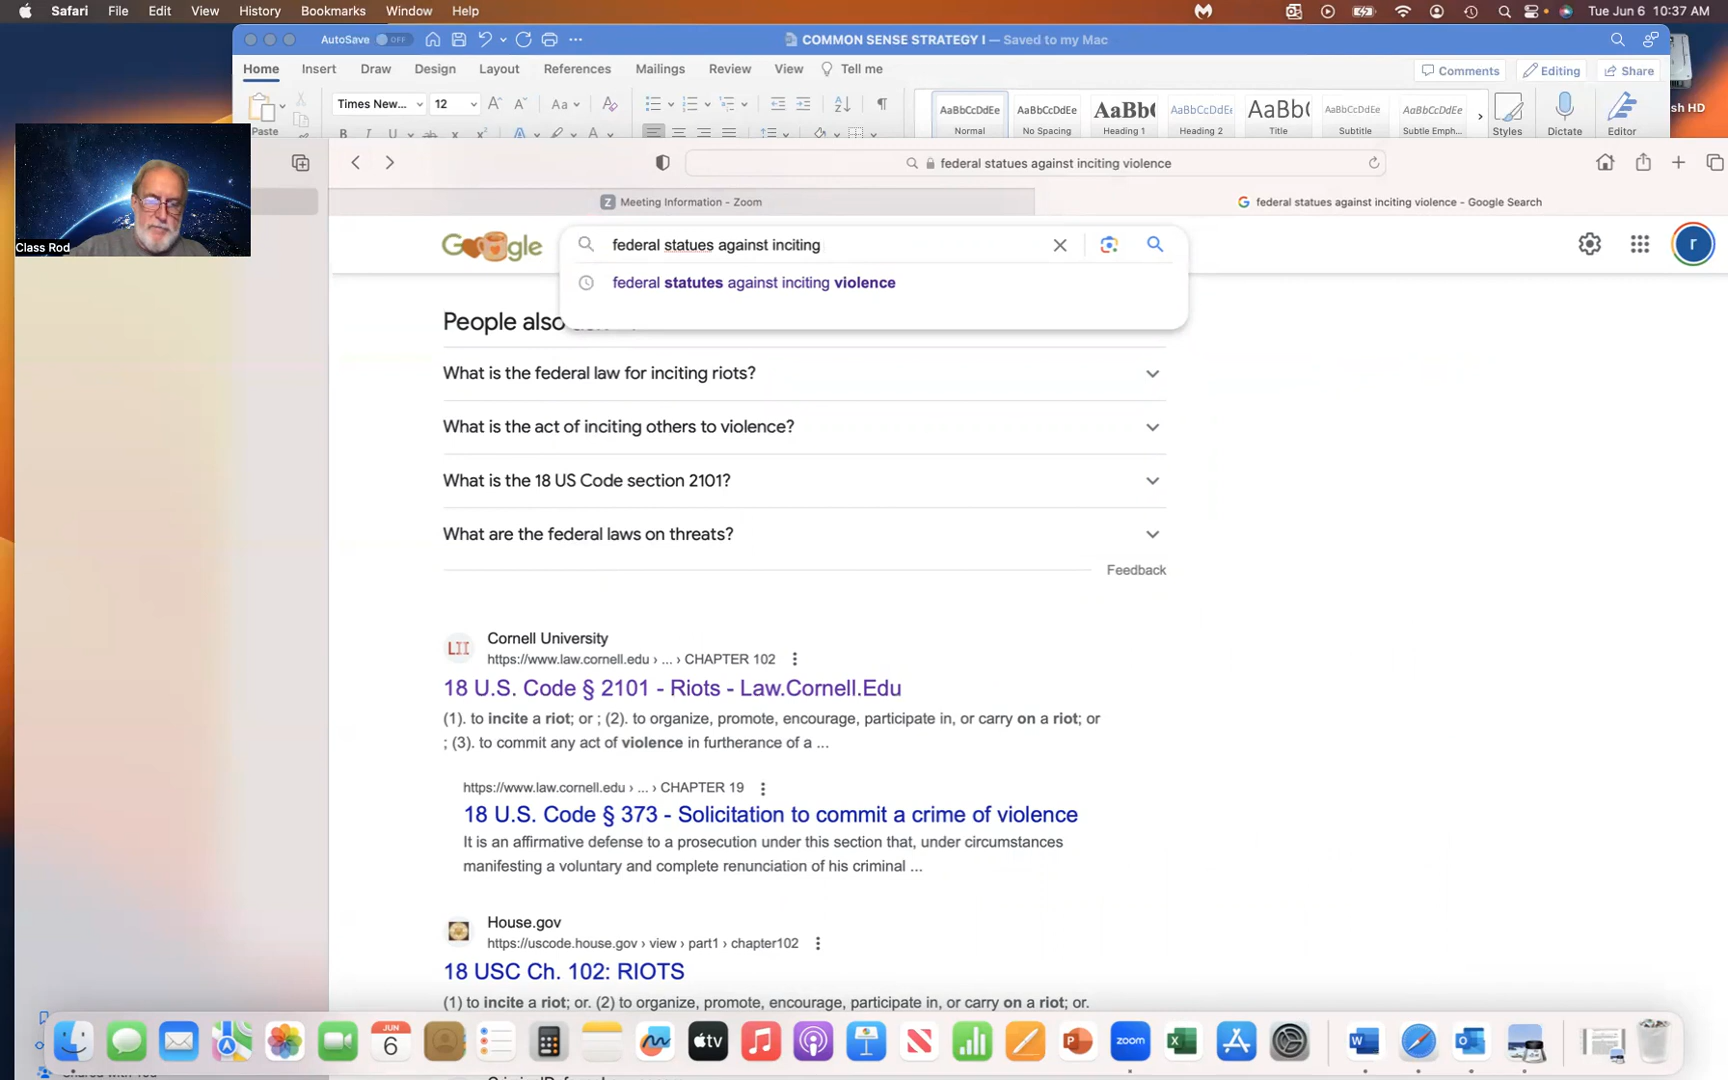 Safari File Edit View History Bookmarks Window Help
Tue Jun 6 10:37 AM
AutoSave OFF
COMMON SENSE STRATEGY I — Saved to my Mac
Home Insert Draw Design Layout References Mailings Review View Tell me
Comments Editing Share
sh HD
Paste
Times New... 12
Aa
AaBbCcDdEe AaBbCcDdEe AaBbC AaBbCcDdEe AaBbC AaBbCcDdEe AaBbCcDdEe
Normal No Spacing Heading 1 Heading 2 Title Subtitle Subtle Emph...
Styles Dictate Editor
B I U
federal statues against inciting violence
Z Meeting Information - Zoom
federal statues against inciting violence - Google Search
Class Rod
Google
federal statues against inciting
r
federal statutes against inciting violence
People also
What is the federal law for inciting riots?
What is the act of inciting others to violence?
What is the 18 US Code section 2101?
What are the federal laws on threats?
Feedback
LII
Cornell University
https://www.law.cornell.edu › ... › CHAPTER 102
18 U.S. Code § 2101 - Riots - Law.Cornell.Edu
(1). to incite a riot; or ; (2). to organize, promote, encourage, participate in, or carry on a riot; or
; (3). to commit any act of violence in furtherance of a ...
https://www.law.cornell.edu › ... › CHAPTER 19
18 U.S. Code § 373 - Solicitation to commit a crime of violence
It is an affirmative defense to a prosecution under this section that, under circumstances
manifesting a voluntary and complete renunciation of his criminal ...
House.gov
https://uscode.house.gov › view › part1 › chapter102
18 USC Ch. 102: RIOTS
(1) to incite a riot; or. (2) to organize, promote, encourage, participate in, or carry on a riot; or.
JUN
6
tv
zoom